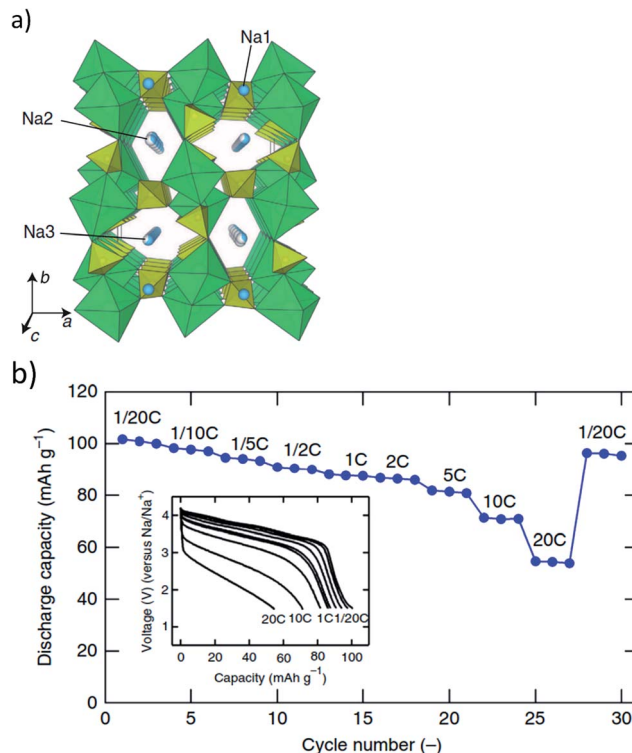 a)
Na1
Na2
Na3
b
a
c
b)
120
100
80
60
40
20
0
1/20C
1/10C
1/5C
1/2C
1C
2C
5C
10C
20C
1/20C
Discharge capacity (mAh g⁻¹)
Voltage (V) (versus Na/Na⁺)
4
3
2
1
20C 10C 1C 1/20C
0 20 40 60 80 100
Capacity (mAh g⁻¹)
0 5 10 15 20 25 30
Cycle number (–)